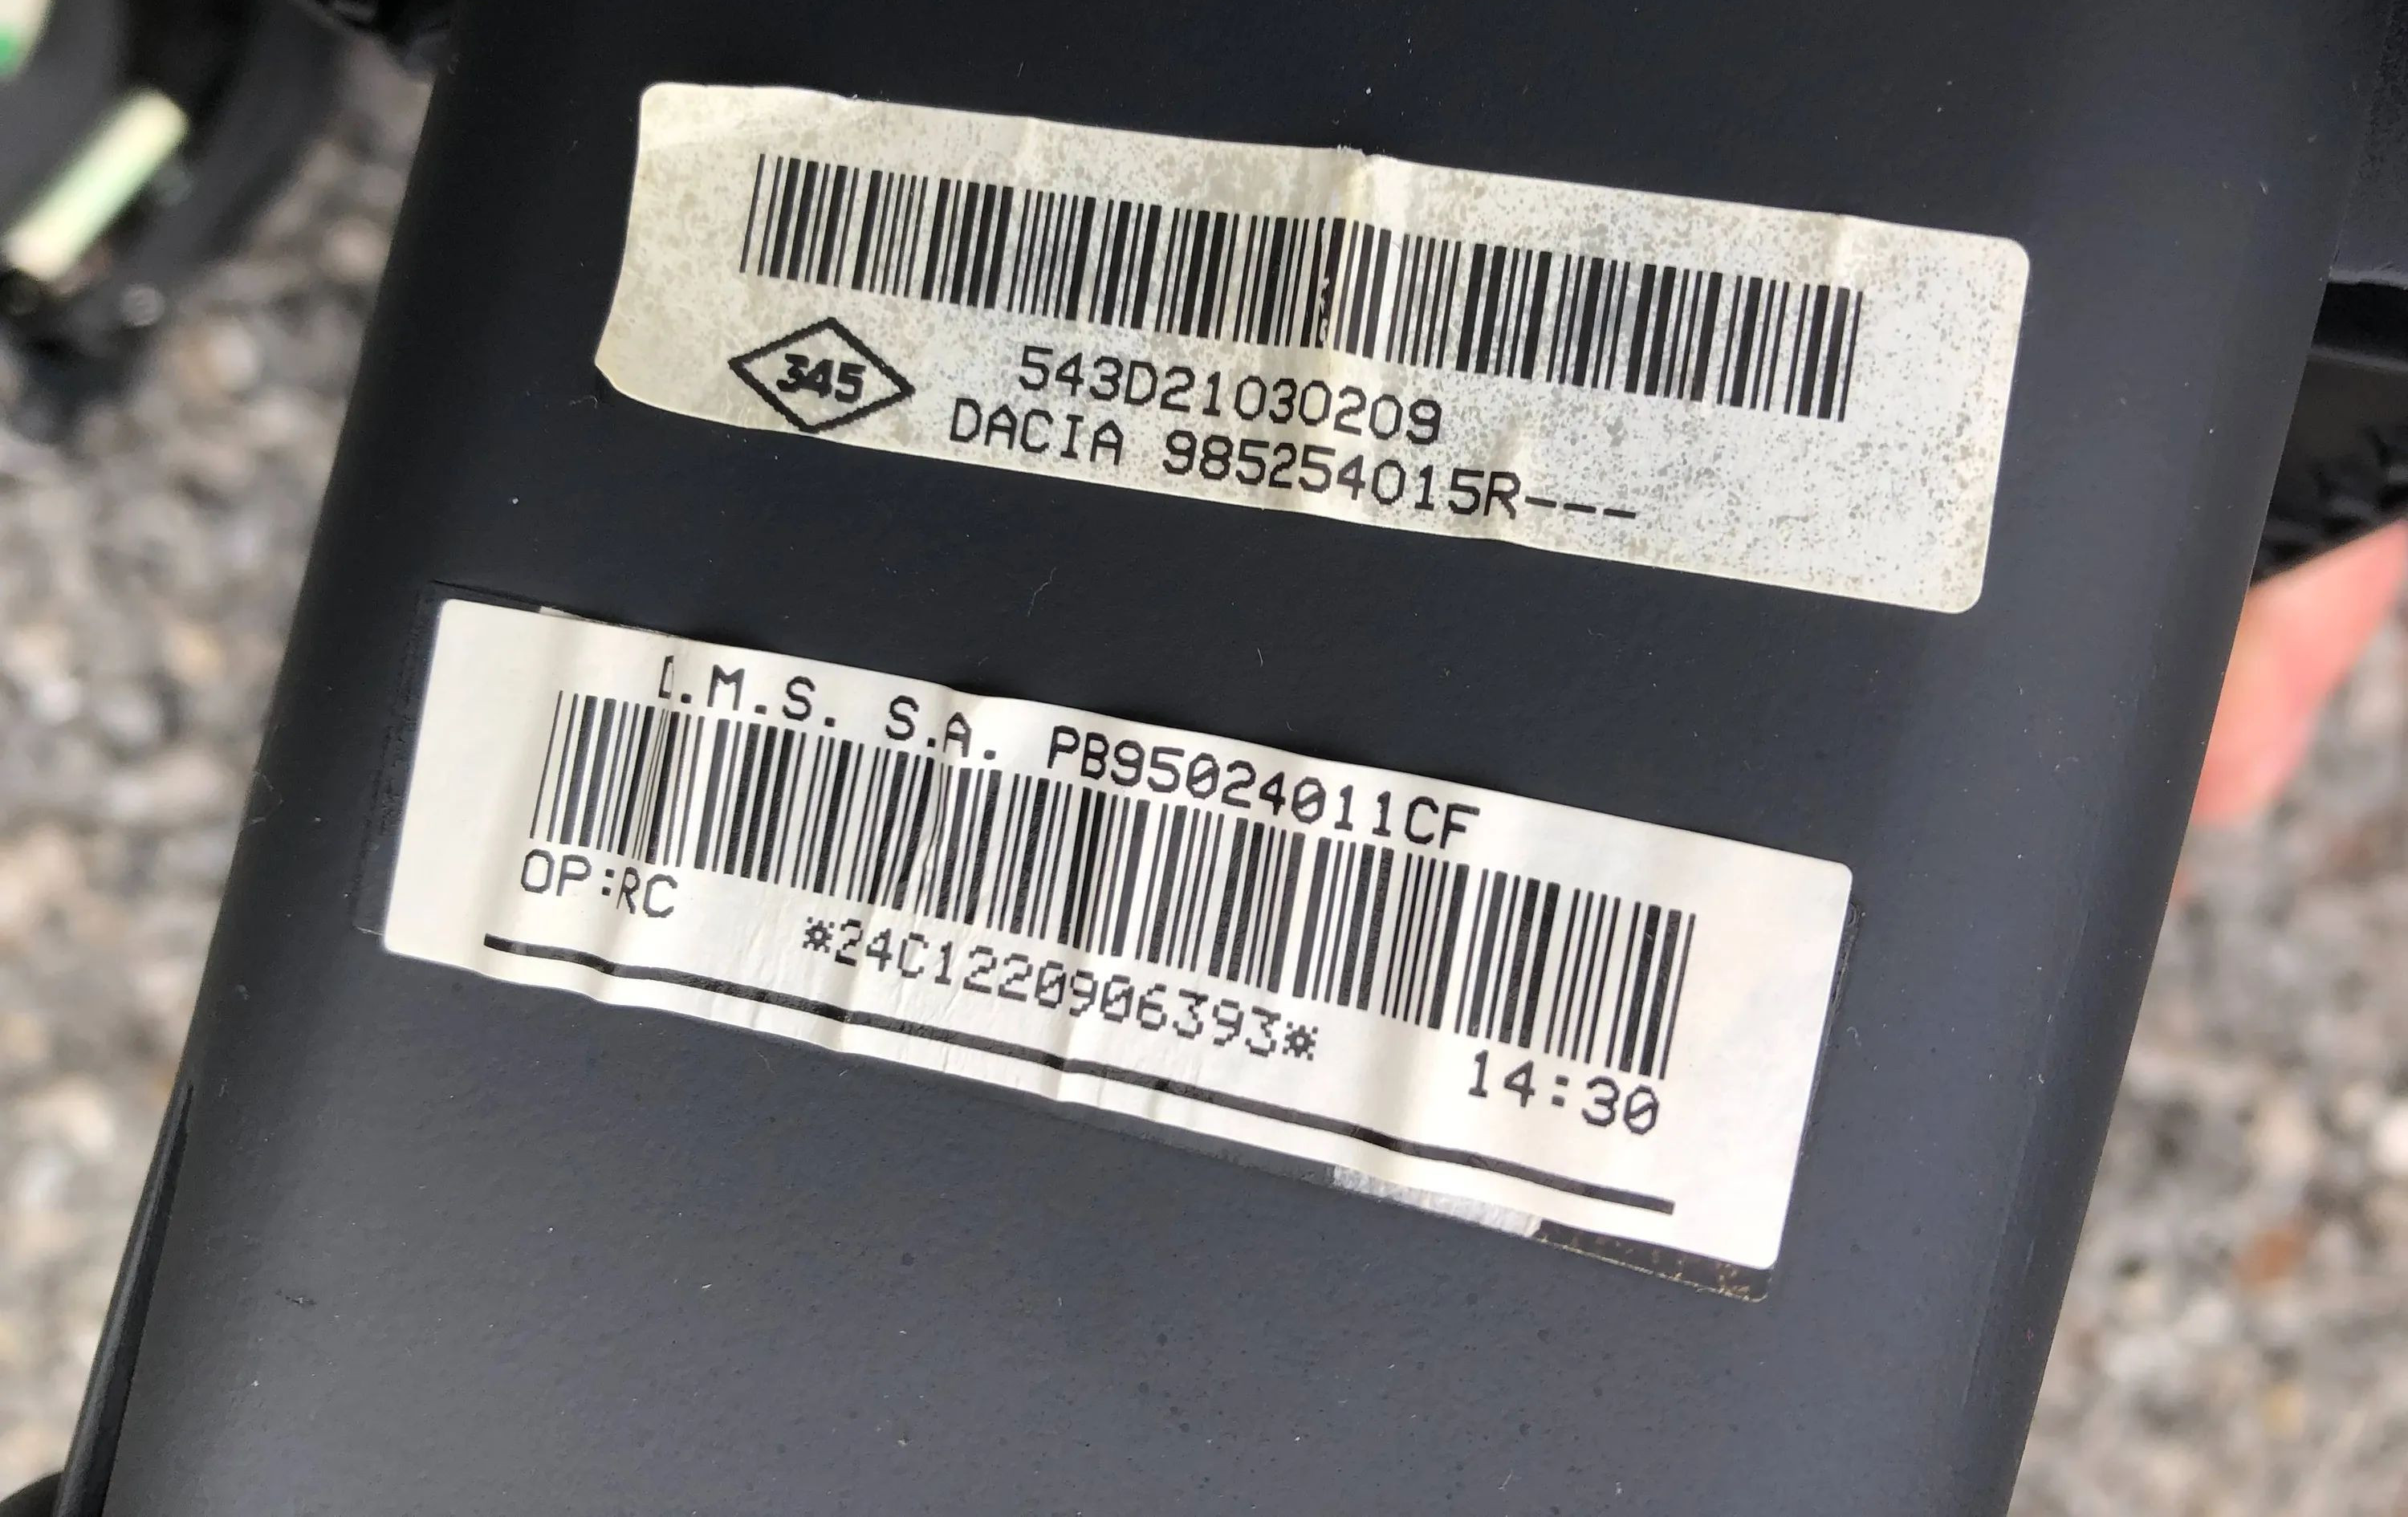 543D21030209
345
DACIA 985254015R---
D.M.S. S.A. PB95024011CF
OP:RC
*24C1220906393*
14:30